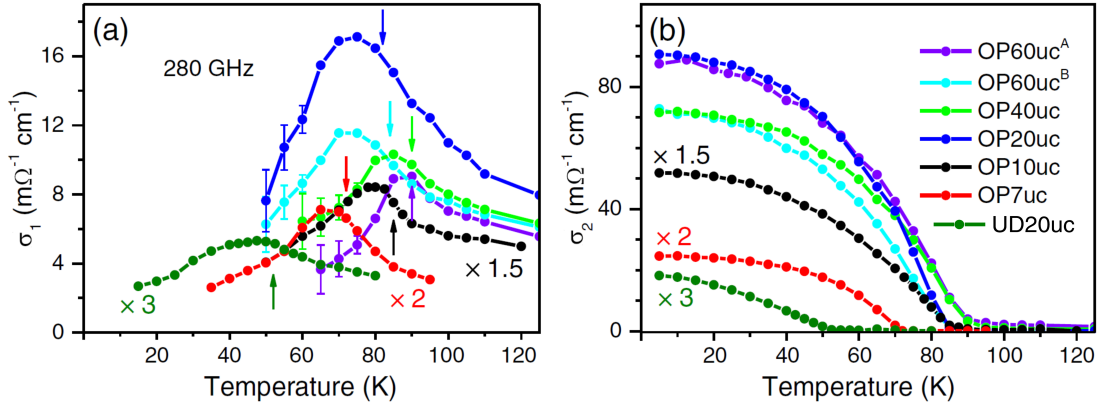 (a)
280 GHz
σ₁ (mΩ⁻¹ cm⁻¹)
16
12
8
4
0
× 3
× 2
× 1.5
20 40 60 80 100 120
Temperature (K)
(b)
σ₂ (mΩ⁻¹ cm⁻¹)
80
40
0
× 1.5
× 2
× 3
OP60ucᴬ
OP60ucᴮ
OP40uc
OP20uc
OP10uc
OP7uc
UD20uc
20 40 60 80 100 120
Temperature (K)